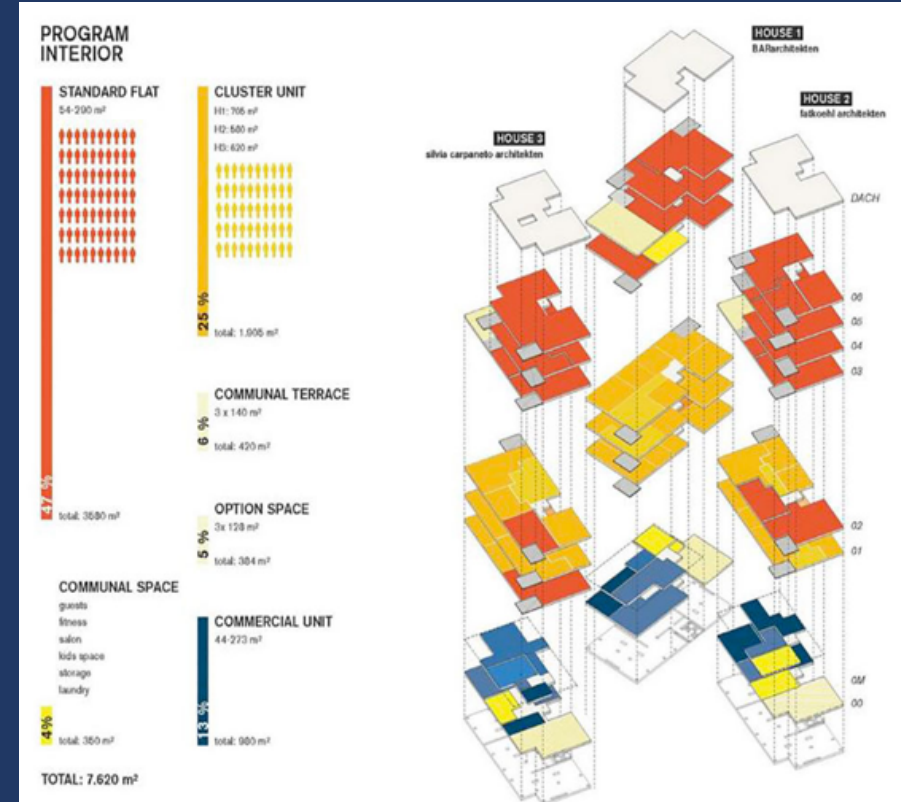 PROGRAM
INTERIOR
STANDARD FLAT
54-290 m²
47 %
total: 3580 m²
CLUSTER UNIT
H1: 705 m²
H2: 580 m²
H3: 620 m²
25 %
total: 1.905 m²
COMMUNAL TERRACE
3 x 140 m²
6 %
total: 420 m²
OPTION SPACE
3x 128 m²
5 %
total: 384 m²
COMMUNAL SPACE
guests
fitness
salon
kids space
storage
laundry
4%
total: 350 m²
COMMERCIAL UNIT
44-273 m²
13 %
total: 980 m²
TOTAL: 7.620 m²
HOUSE 1
BARarchitekten
HOUSE 2
fatkoehl architekten
HOUSE 3
silvia carpaneto architekten
DACH
06
05
04
03
02
01
0M
00